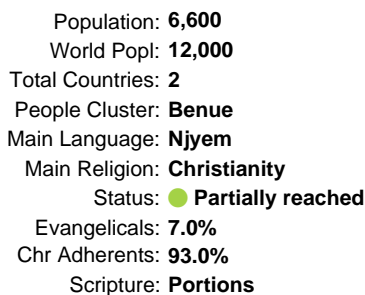 Population: 6,600
World Popl: 12,000
Total Countries: 2
People Cluster: Benue
Main Language: Njyem
Main Religion: Christianity
Status: Partially reached
Evangelicals: 7.0%
Chr Adherents: 93.0%
Scripture: Portions